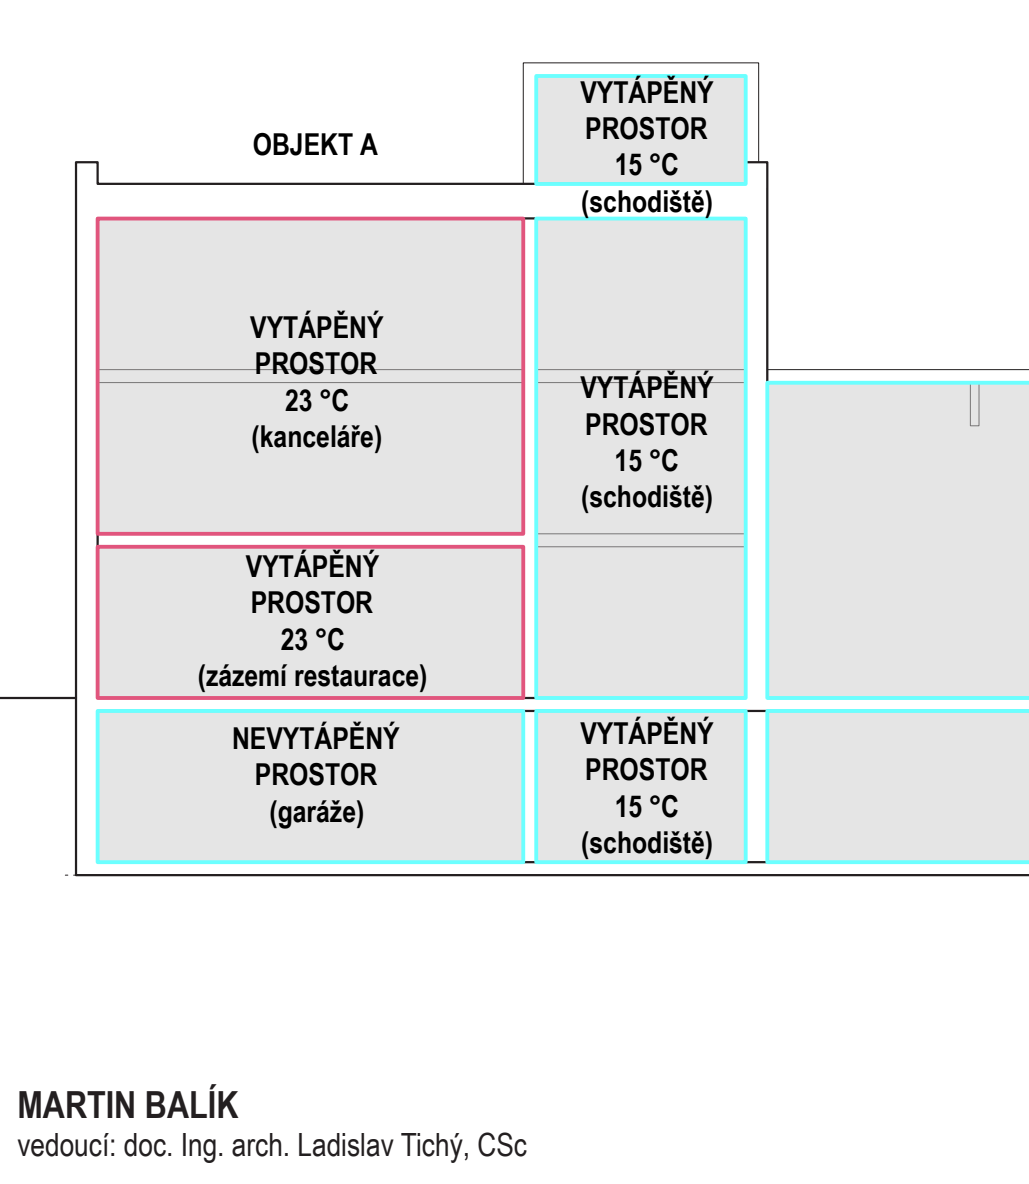 VYTÁPĚNÝ
PROSTOR
15 °C
(schodiště)
OBJEKT A
VYTÁPĚNÝ
PROSTOR
23 °C
(kanceláře)
VYTÁPĚNÝ
PROSTOR
15 °C
(schodiště)
VYTÁPĚNÝ
PROSTOR
23 °C
(zázemí restaurace)
NEVYTÁPĚNÝ
PROSTOR
(garáže)
VYTÁPĚNÝ
PROSTOR
15 °C
(schodiště)
MARTIN BALÍK
vedoucí: doc. Ing. arch. Ladislav Tichý, CSc